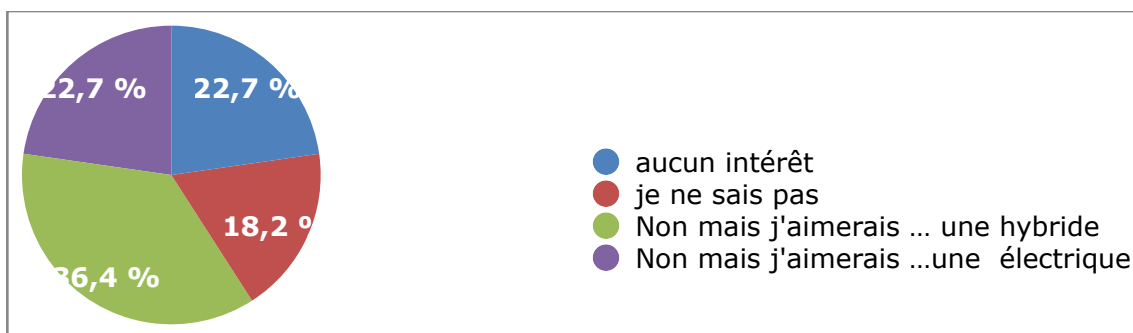 22,7 %
22,7 %
18,2 %
36,4 %
aucun intérêt
je ne sais pas
Non mais j'aimerais ... une hybride
Non mais j'aimerais ...une  électrique